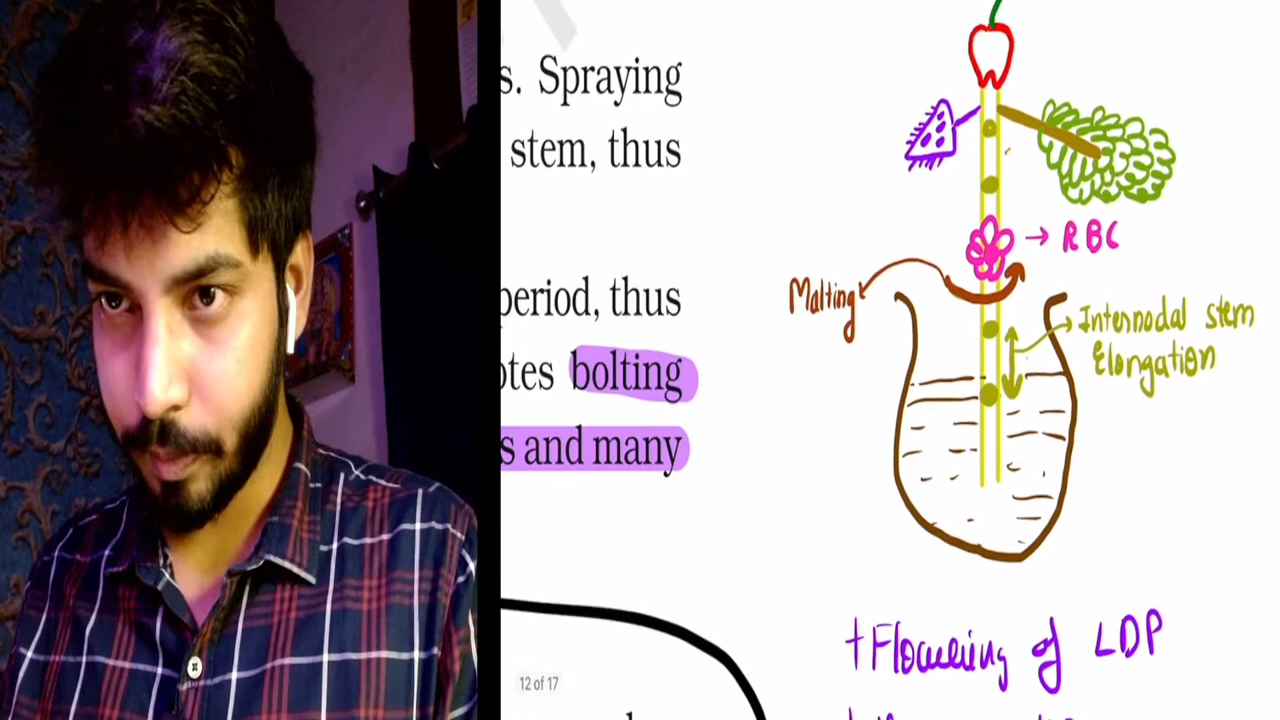 s. Spraying
stem, thus
period, thus
otes bolting
s and many
12 of 17
→ RBC
Malting
Internodal stem
Elongation
† Flowering of LDP